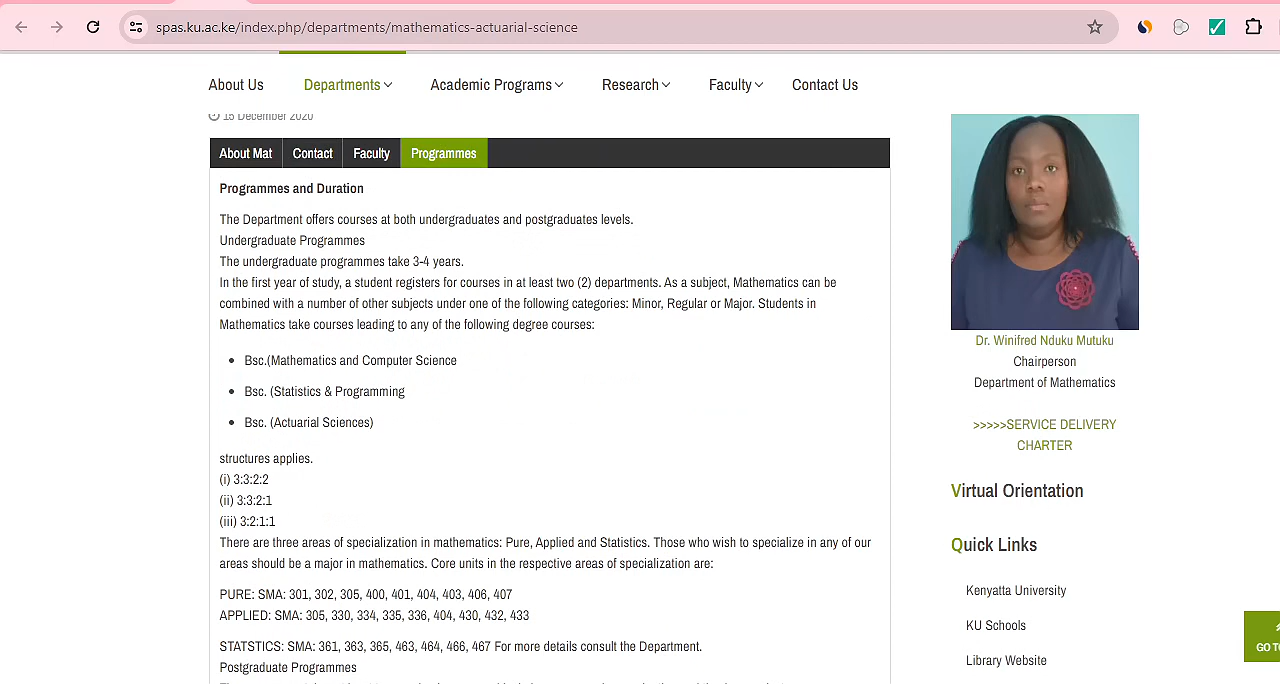 spas.ku.ac.ke/index.php/departments/mathematics-actuarial-science
About Us
Departments
Academic Programs
Research
Faculty
Contact Us
15 December 2020
About Mat
Contact
Faculty
Programmes
Programmes and Duration
The Department offers courses at both undergraduates and postgraduates levels.
Undergraduate Programmes
The undergraduate programmes take 3-4 years.
In the first year of study, a student registers for courses in at least two (2) departments. As a subject, Mathematics can be
combined with a number of other subjects under one of the following categories: Minor, Regular or Major. Students in
Mathematics take courses leading to any of the following degree courses:
Bsc.(Mathematics and Computer Science
Bsc. (Statistics & Programming
Bsc. (Actuarial Sciences)
structures applies.
(i) 3:3:2:2
(ii) 3:3:2:1
(iii) 3:2:1:1
There are three areas of specialization in mathematics: Pure, Applied and Statistics. Those who wish to specialize in any of our
areas should be a major in mathematics. Core units in the respective areas of specialization are:
PURE: SMA: 301, 302, 305, 400, 401, 404, 403, 406, 407
APPLIED: SMA: 305, 330, 334, 335, 336, 404, 430, 432, 433
STATSTICS: SMA: 361, 363, 365, 463, 464, 466, 467 For more details consult the Department.
Postgraduate Programmes
Dr. Winifred Nduku Mutuku
Chairperson
Department of Mathematics
>>>>>SERVICE DELIVERY
CHARTER
Virtual Orientation
Quick Links
Kenyatta University
KU Schools
Library Website
GO TO